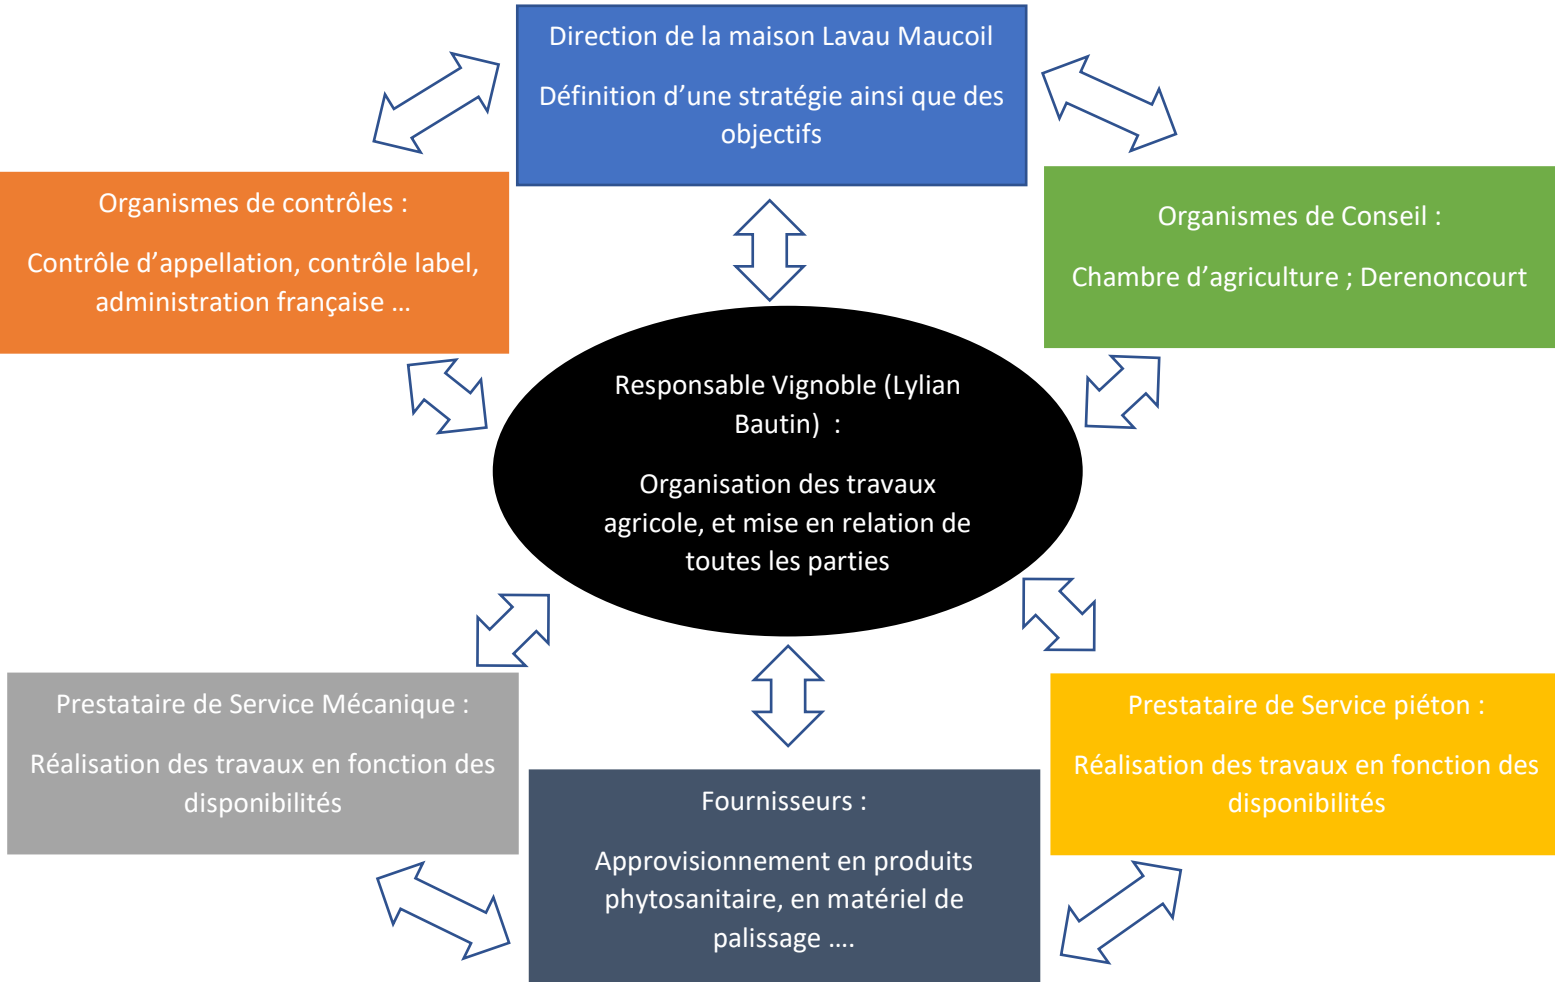 Direction de la maison Lavau Maucoil
Définition d’une stratégie ainsi que des
objectifs
Organismes de contrôles :
Contrôle d’appellation, contrôle label,
administration française …
Organismes de Conseil :
Chambre d’agriculture ; Derenoncourt
Responsable Vignoble (Lylian
Bautin)  :
Organisation des travaux
agricole, et mise en relation de
toutes les parties
Prestataire de Service Mécanique :
Réalisation des travaux en fonction des
disponibilités
Fournisseurs :
Approvisionnement en produits
phytosanitaire, en matériel de
palissage ….
Prestataire de Service piéton :
Réalisation des travaux en fonction des
disponibilités